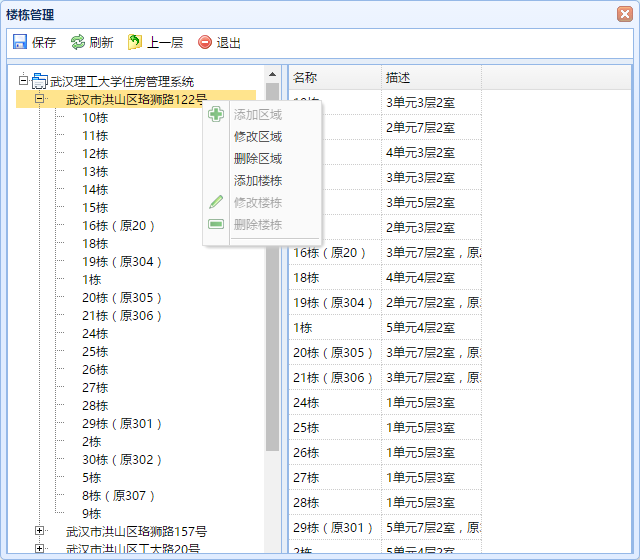 楼栋管理
保存 刷新 上一层 退出
武汉理工大学住房管理系统
武汉市洪山区珞狮路122号
10栋
11栋
12栋
13栋
14栋
15栋
16栋（原20）
18栋
19栋（原304）
1栋
20栋（原305）
21栋（原306）
24栋
25栋
26栋
27栋
28栋
29栋（原301）
2栋
30栋（原302）
5栋
8栋（原307）
9栋
武汉市洪山区珞狮路157号
武汉市洪山区工大路20号
添加区域
修改区域
删除区域
添加楼栋
修改楼栋
删除楼栋
名称 描述
3单元3层2室
2单元7层2室
4单元3层2室
3单元3层2室
3单元5层2室
2单元3层2室
16栋（原20） 3单元7层2室，原2
18栋 4单元4层2室
19栋（原304） 2单元7层2室，原3
1栋 5单元4层2室
20栋（原305） 3单元7层2室，原3
21栋（原306） 3单元7层2室，原3
24栋 1单元5层3室
25栋 1单元5层3室
26栋 1单元5层3室
27栋 1单元5层3室
28栋 1单元5层3室
29栋（原301） 5单元7层2室，原3
2栋 5单元4层2室